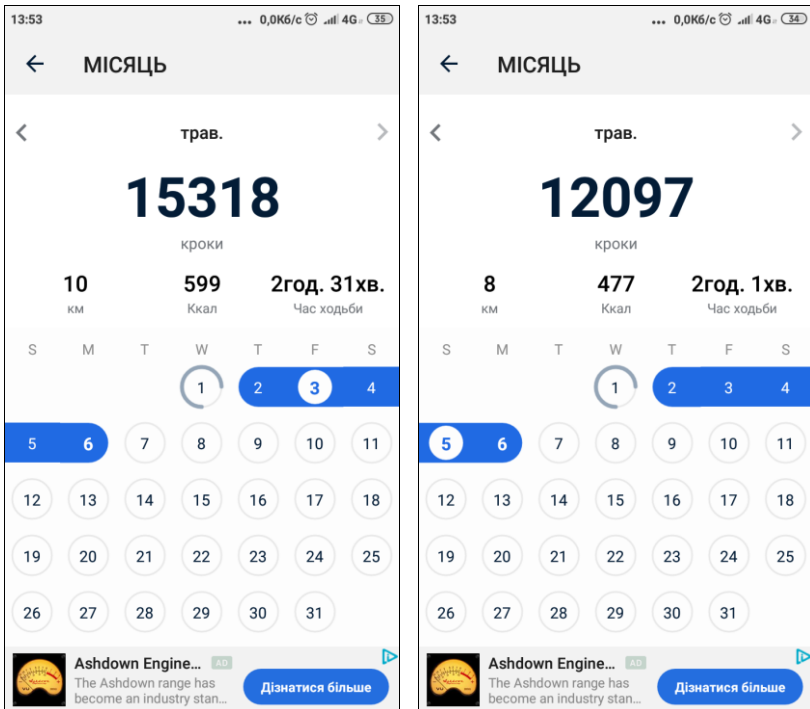 13:53
... 0,0Кб/с 4G 35
МІСЯЦЬ
трав.
15318
кроки
10 599 2год. 31хв.
км Ккал Час ходьби
S M T W T F S
1 2 3 4
5 6 7 8 9 10 11
12 13 14 15 16 17 18
19 20 21 22 23 24 25
26 27 28 29 30 31
Ashdown Engine... AD
The Ashdown range has
become an industry stan...
Дізнатися більше
13:53
... 0,0Кб/с 4G 34
МІСЯЦЬ
трав.
12097
кроки
8 477 2год. 1хв.
км Ккал Час ходьби
S M T W T F S
1 2 3 4
5 6 7 8 9 10 11
12 13 14 15 16 17 18
19 20 21 22 23 24 25
26 27 28 29 30 31
Ashdown Engine... AD
The Ashdown range has
become an industry stan...
Дізнатися більше